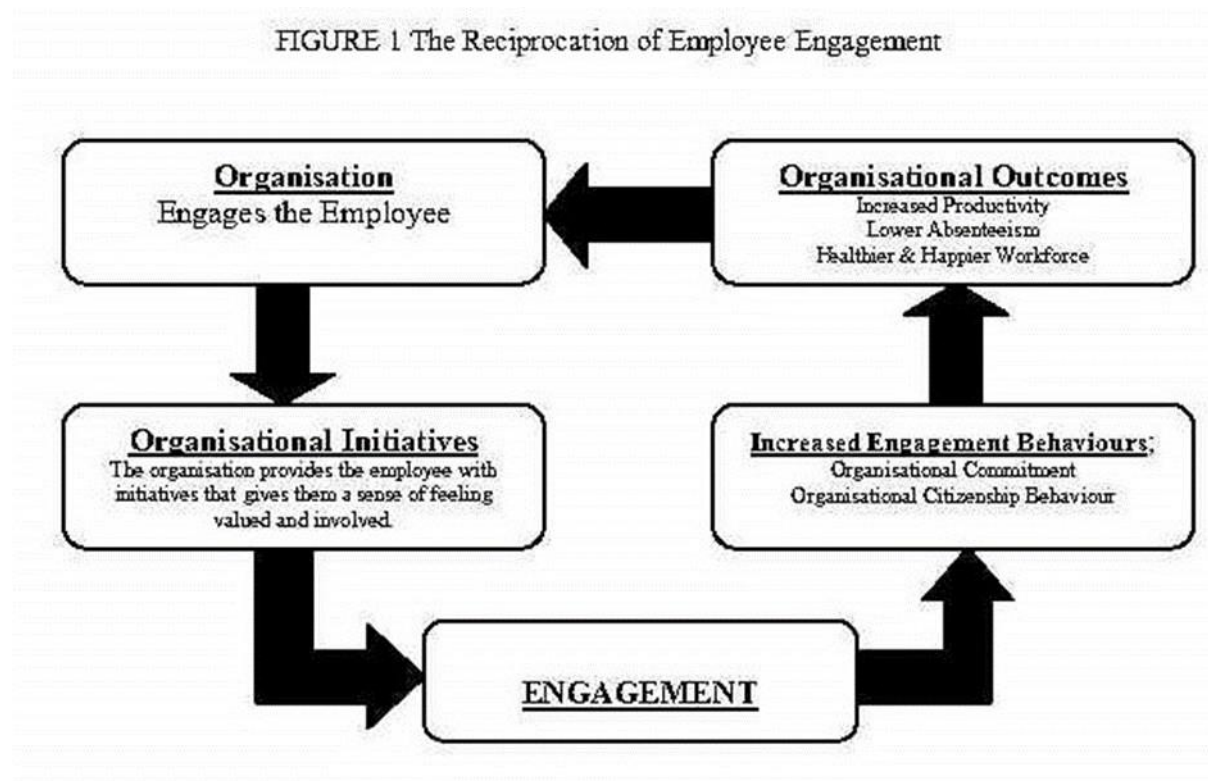 FIGURE 1 The Reciprocation of Employee Engagement
Organisation
Engages the Employee
Organisational Initiatives
The organisation provides the employee with
initiatives that gives them a sense of feeling
valued and involved.
ENGAGEMENT
Increased Engagement Behaviours;
Organisational Commitment
Organisational Citizenship Behaviour
Organisational Outcomes
Increased Productivity
Lower Absenteeism
Healthier & Happier Workforce